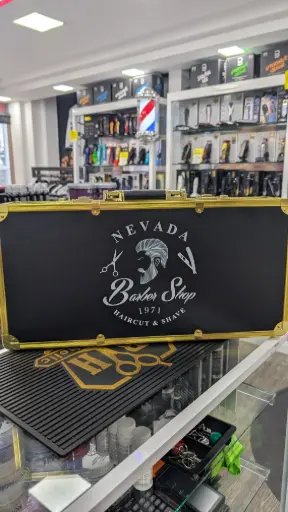 NEVADA
Barber Shop
1971
HAIRCUT & SHAVE